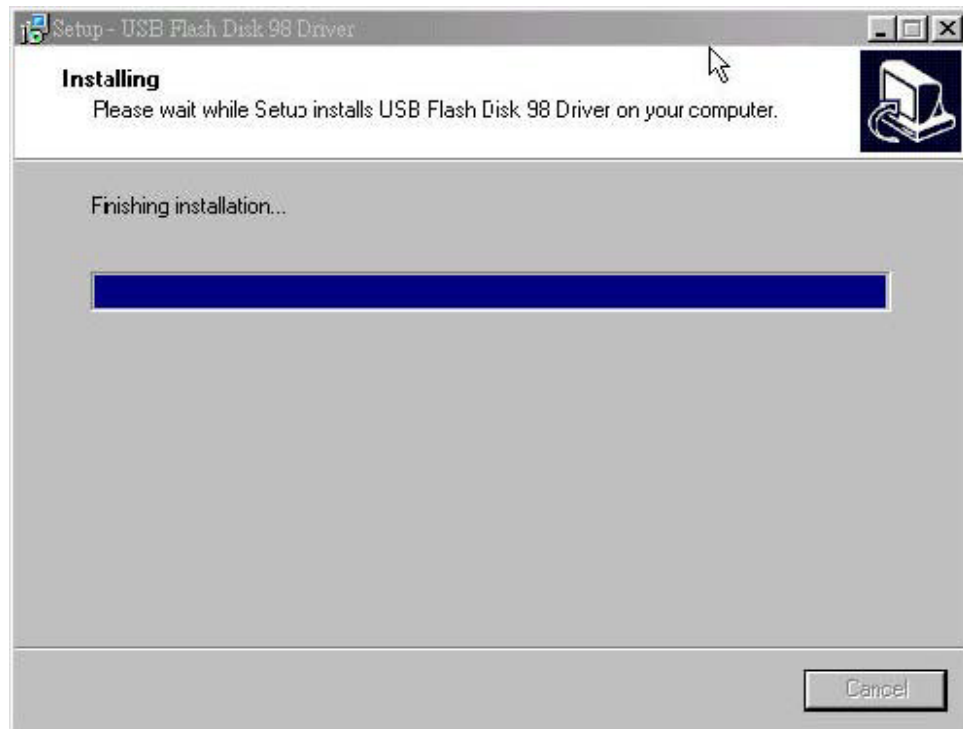 Setup - USB Flash Disk 98 Driver
Installing
Please wait while Setup installs USB Flash Disk 98 Driver on your computer.
Finishing installation...
Cancel